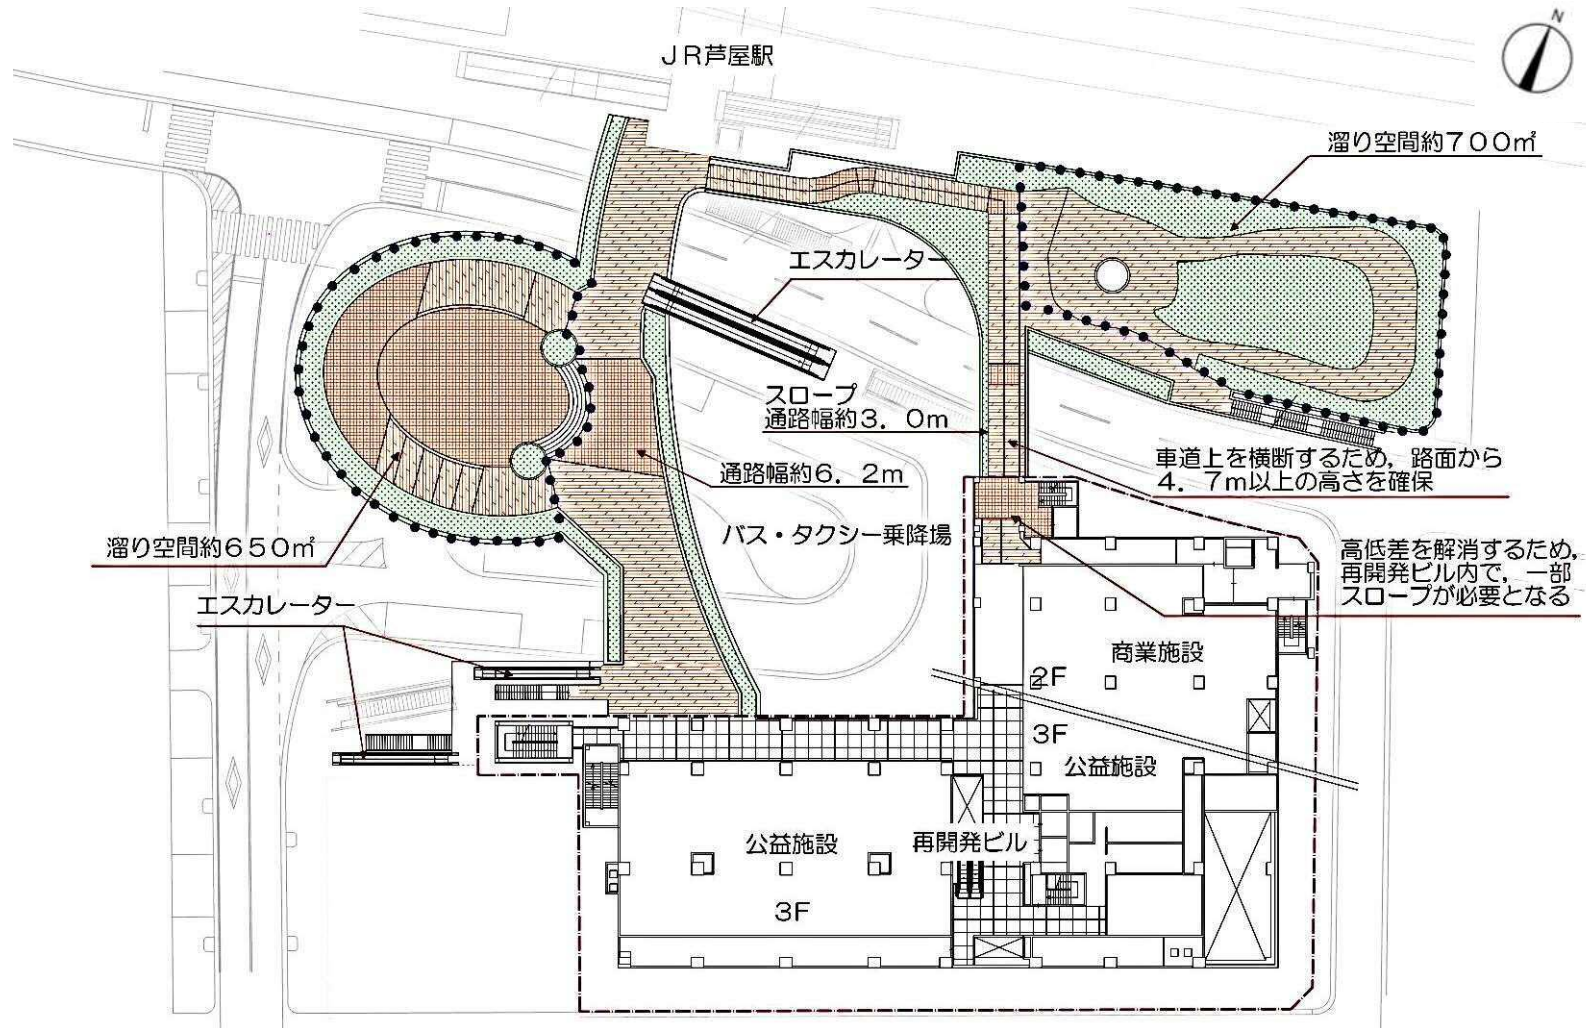 N
JR芦屋駅
溜り空間約700㎡
エスカレーター
スロープ
通路幅約3.0m
通路幅約6.2m
車道上を横断するため，路面から
4.7m以上の高さを確保
バス・タクシー乗降場
溜り空間約650㎡
高低差を解消するため，
再開発ビル内で，一部
スロープが必要となる
エスカレーター
商業施設
2F
3F
公益施設
公益施設
再開発ビル
3F